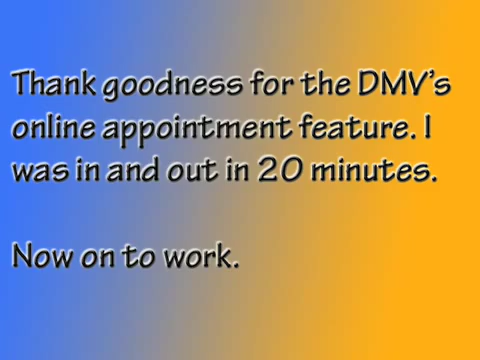 Thank goodness for the DMV's
online appointment feature. I
was in and out in 20 minutes.
Now on to work.